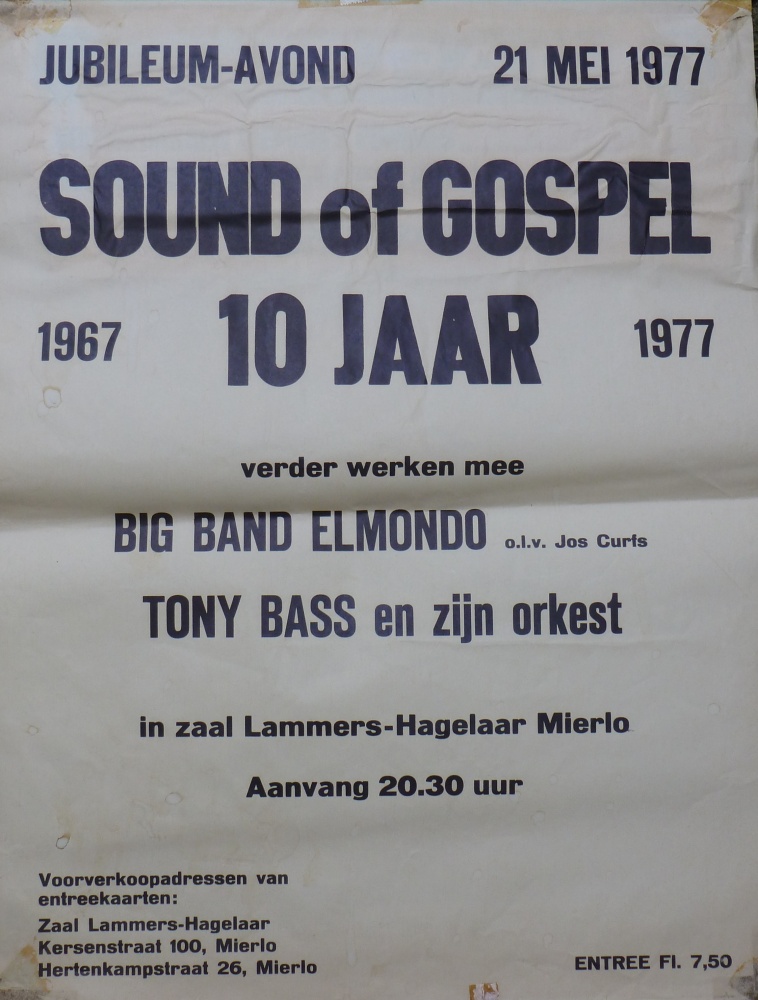 JUBILEUM-AVOND 21 MEI 1977
SOUND of GOSPEL
1967 10 JAAR 1977
verder werken mee
BIG BAND ELMONDO o.l.v. Jos Curfs
TONY BASS en zijn orkest
in zaal Lammers-Hagelaar Mierlo
Aanvang 20.30 uur
Voorverkoopadressen van
entreekaarten:
Zaal Lammers-Hagelaar
Kersenstraat 100, Mierlo
Hertenkampstraat 26, Mierlo
ENTREE Fl. 7,50